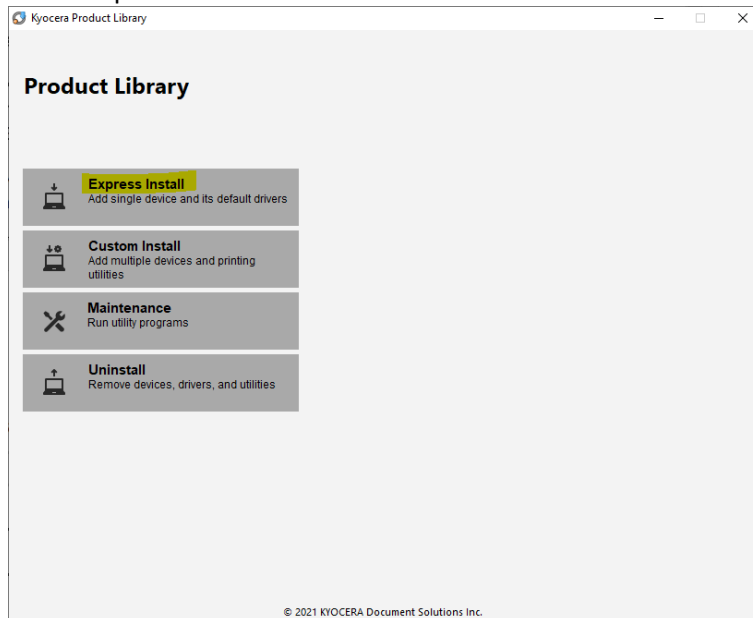 Kyocera Product Library
Product Library
Express Install
Add single device and its default drivers
Custom Install
Add multiple devices and printing
utilities
Maintenance
Run utility programs
Uninstall
Remove devices, drivers, and utilities
© 2021 KYOCERA Document Solutions Inc.